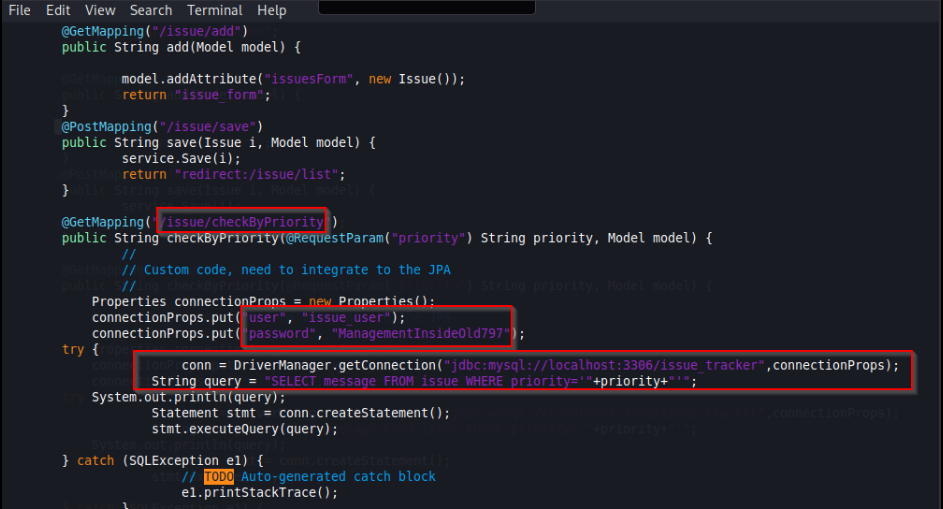 File Edit View Search Terminal Help
@GetMapping("/issue/add")
public String add(Model model) {
model.addAttribute("issuesForm", new Issue());
return "issue_form";
}
@PostMapping("/issue/save")
public String save(Issue i, Model model) {
service.Save(i);
return "redirect:/issue/list";
}
@GetMapping("/issue/checkByPriority")
public String checkByPriority(@RequestParam("priority") String priority, Model model) {
//
// Custom code, need to integrate to the JPA
//
Properties connectionProps = new Properties();
connectionProps.put("user", "issue_user");
connectionProps.put("password", "ManagementInsideOld797");
try {
conn = DriverManager.getConnection("jdbc:mysql://localhost:3306/issue_tracker",connectionProps);
String query = "SELECT message FROM issue WHERE priority='"+priority+"'";
System.out.println(query);
Statement stmt = conn.createStatement();
stmt.executeQuery(query);
} catch (SQLException e1) {
// TODO Auto-generated catch block
e1.printStackTrace();
}